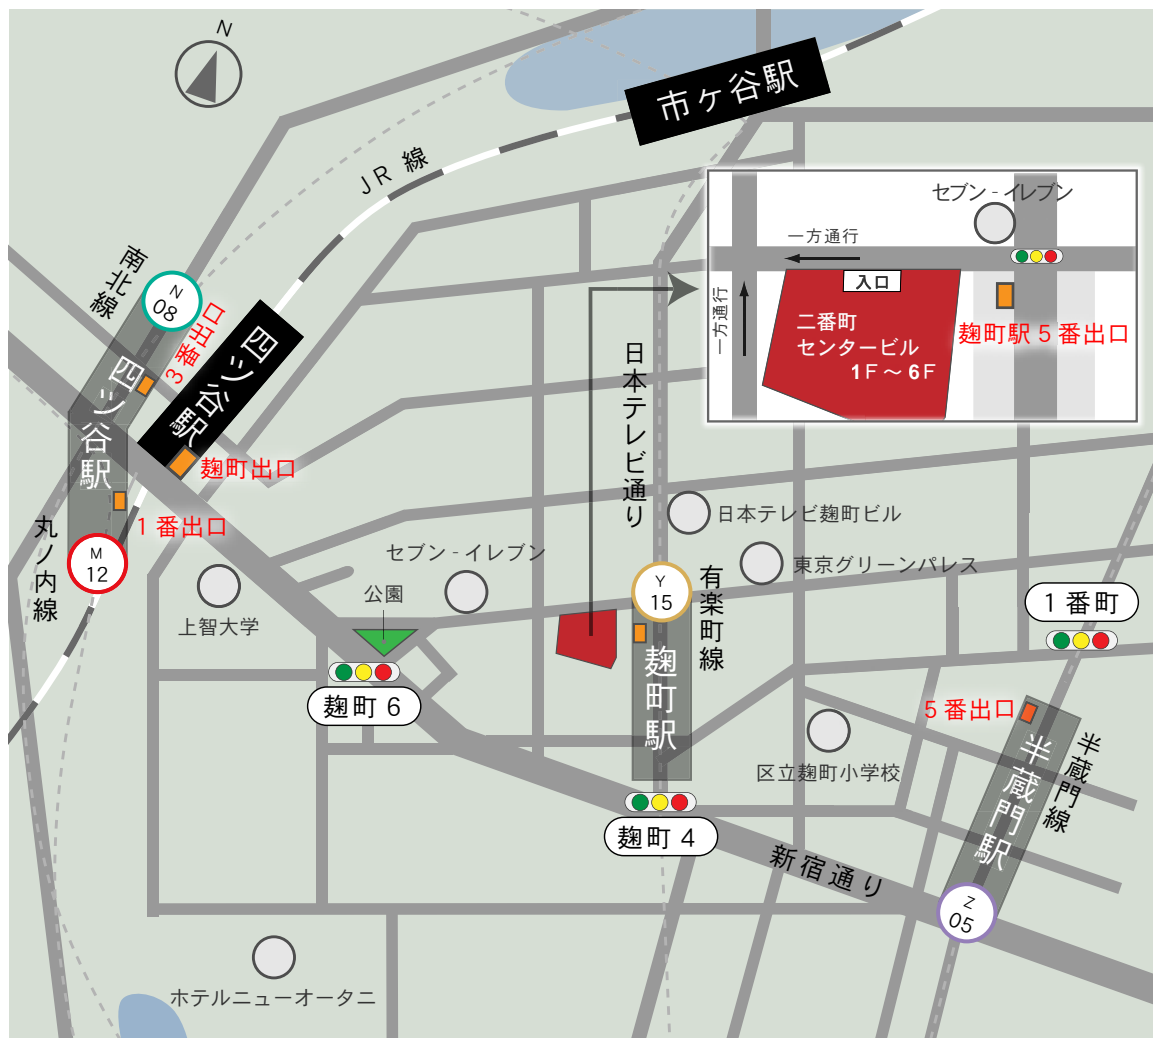 N
市ヶ谷駅
JR 線
セブン - イレブン
一方通行
入口
一方通行
二番町
センタービル
1F～6F
麹町駅 5 番出口
南北線
N
08
3番出口
四ツ谷駅
四ツ谷駅
麹町出口
1 番出口
丸ノ内線
M
12
日本テレビ通り
日本テレビ麹町ビル
東京グリーンパレス
セブン - イレブン
公園
上智大学
Y
15
有楽町線
麹町駅
1番町
麹町 6
5番出口
半蔵門駅
半蔵門線
区立麹町小学校
麹町 4
新宿通り
Z
05
ホテルニューオータニ